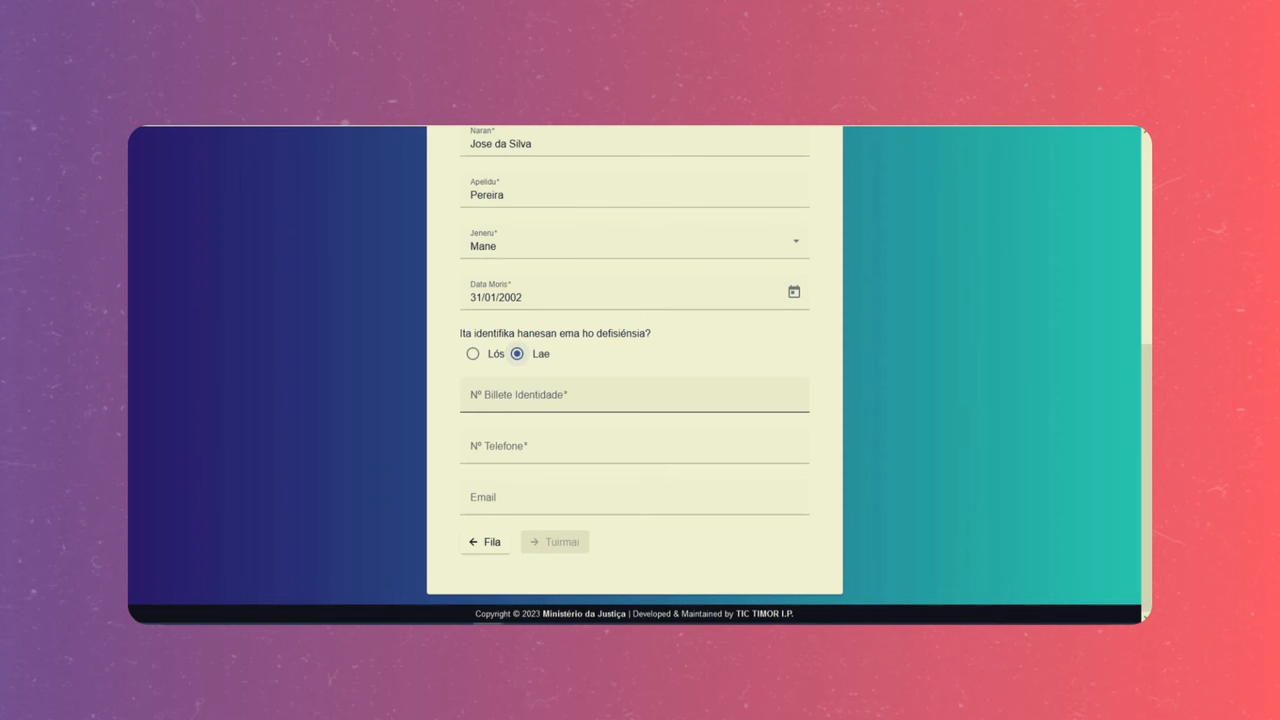 Naran*
Jose da Silva
Apelidu*
Pereira
Jeneru*
Mane
Data Moris*
31/01/2002
Ita identifika hanesan ema ho defisiénsia?
Lós Lae
Nº Billete Identidade*
Nº Telefone*
Email
Fila Tuirmai
Copyright © 2023 Ministério da Justiça | Developed & Maintained by TIC TIMOR I.P.